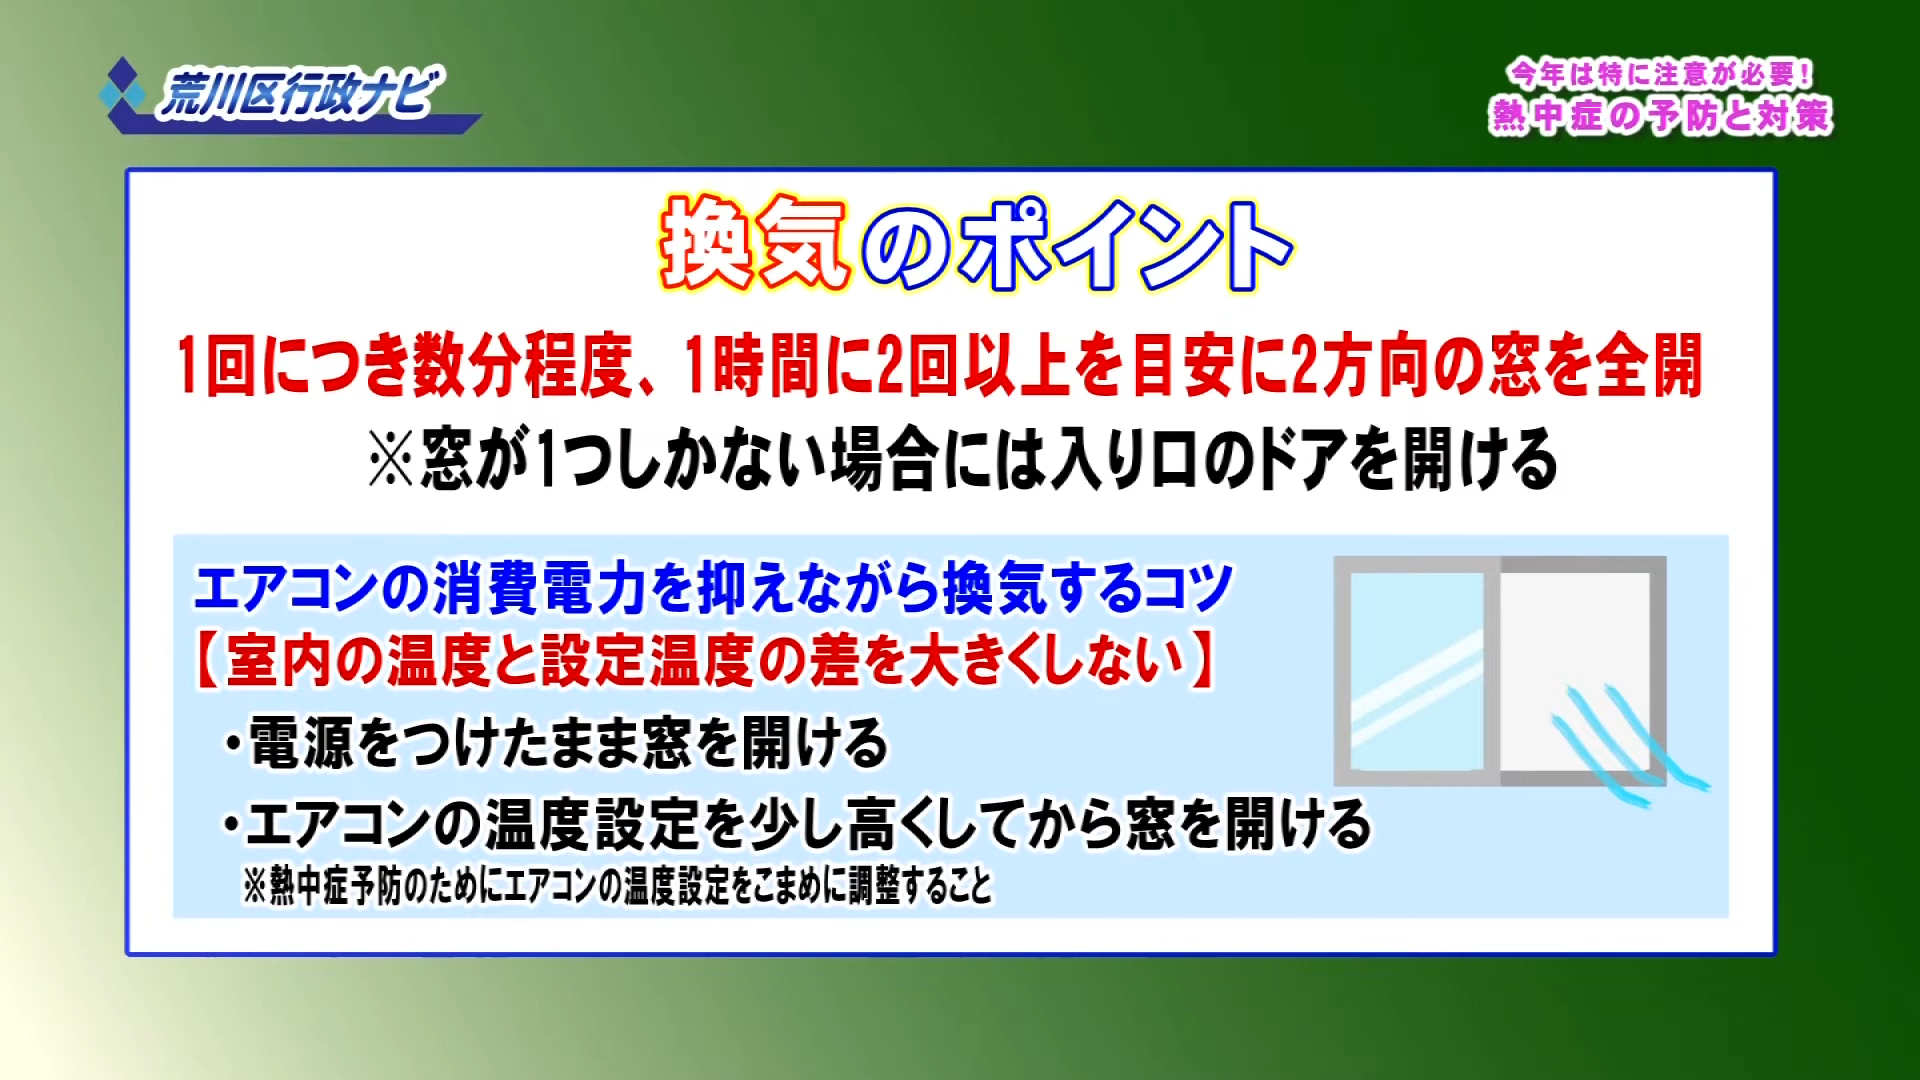 荒川区行政ナビ
今年は特に注意が必要！
熱中症の予防と対策
換気のポイント
1回につき数分程度、1時間に2回以上を目安に2方向の窓を全開
※窓が1つしかない場合には入り口のドアを開ける
エアコンの消費電力を抑えながら換気するコツ
【室内の温度と設定温度の差を大きくしない】
・電源をつけたまま窓を開ける
・エアコンの温度設定を少し高くしてから窓を開ける
※熱中症予防のためにエアコンの温度設定をこまめに調整すること